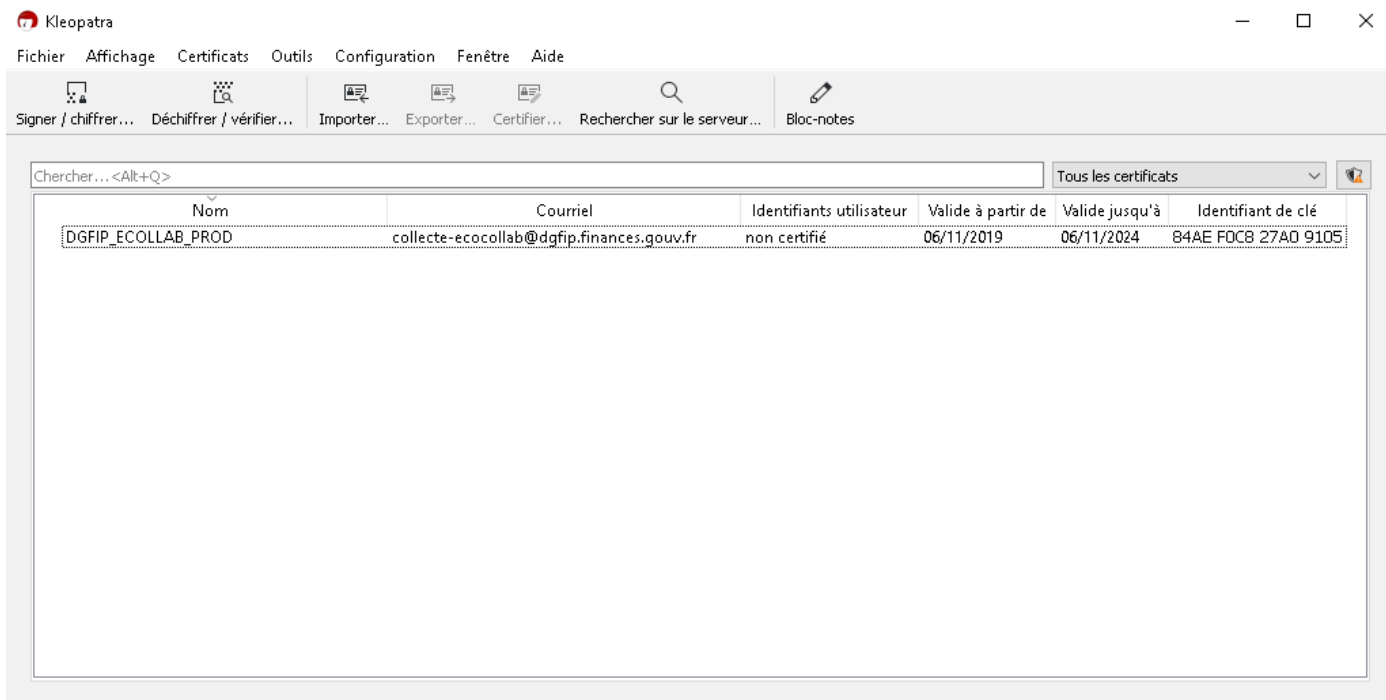 Kleopatra
Fichier Affichage Certificats Outils Configuration Fenêtre Aide
Signer / chiffrer... Déchiffrer / vérifier... Importer... Exporter... Certifier... Rechercher sur le serveur... Bloc-notes
Chercher...<Alt+Q> Tous les certificats
Nom Courriel Identifiants utilisateur Valide à partir de Valide jusqu'à Identifiant de clé
DGFIP_ECOLLAB_PROD collecte-ecocollab@dgfip.finances.gouv.fr non certifié 06/11/2019 06/11/2024 84AE F0C8 27A0 9105